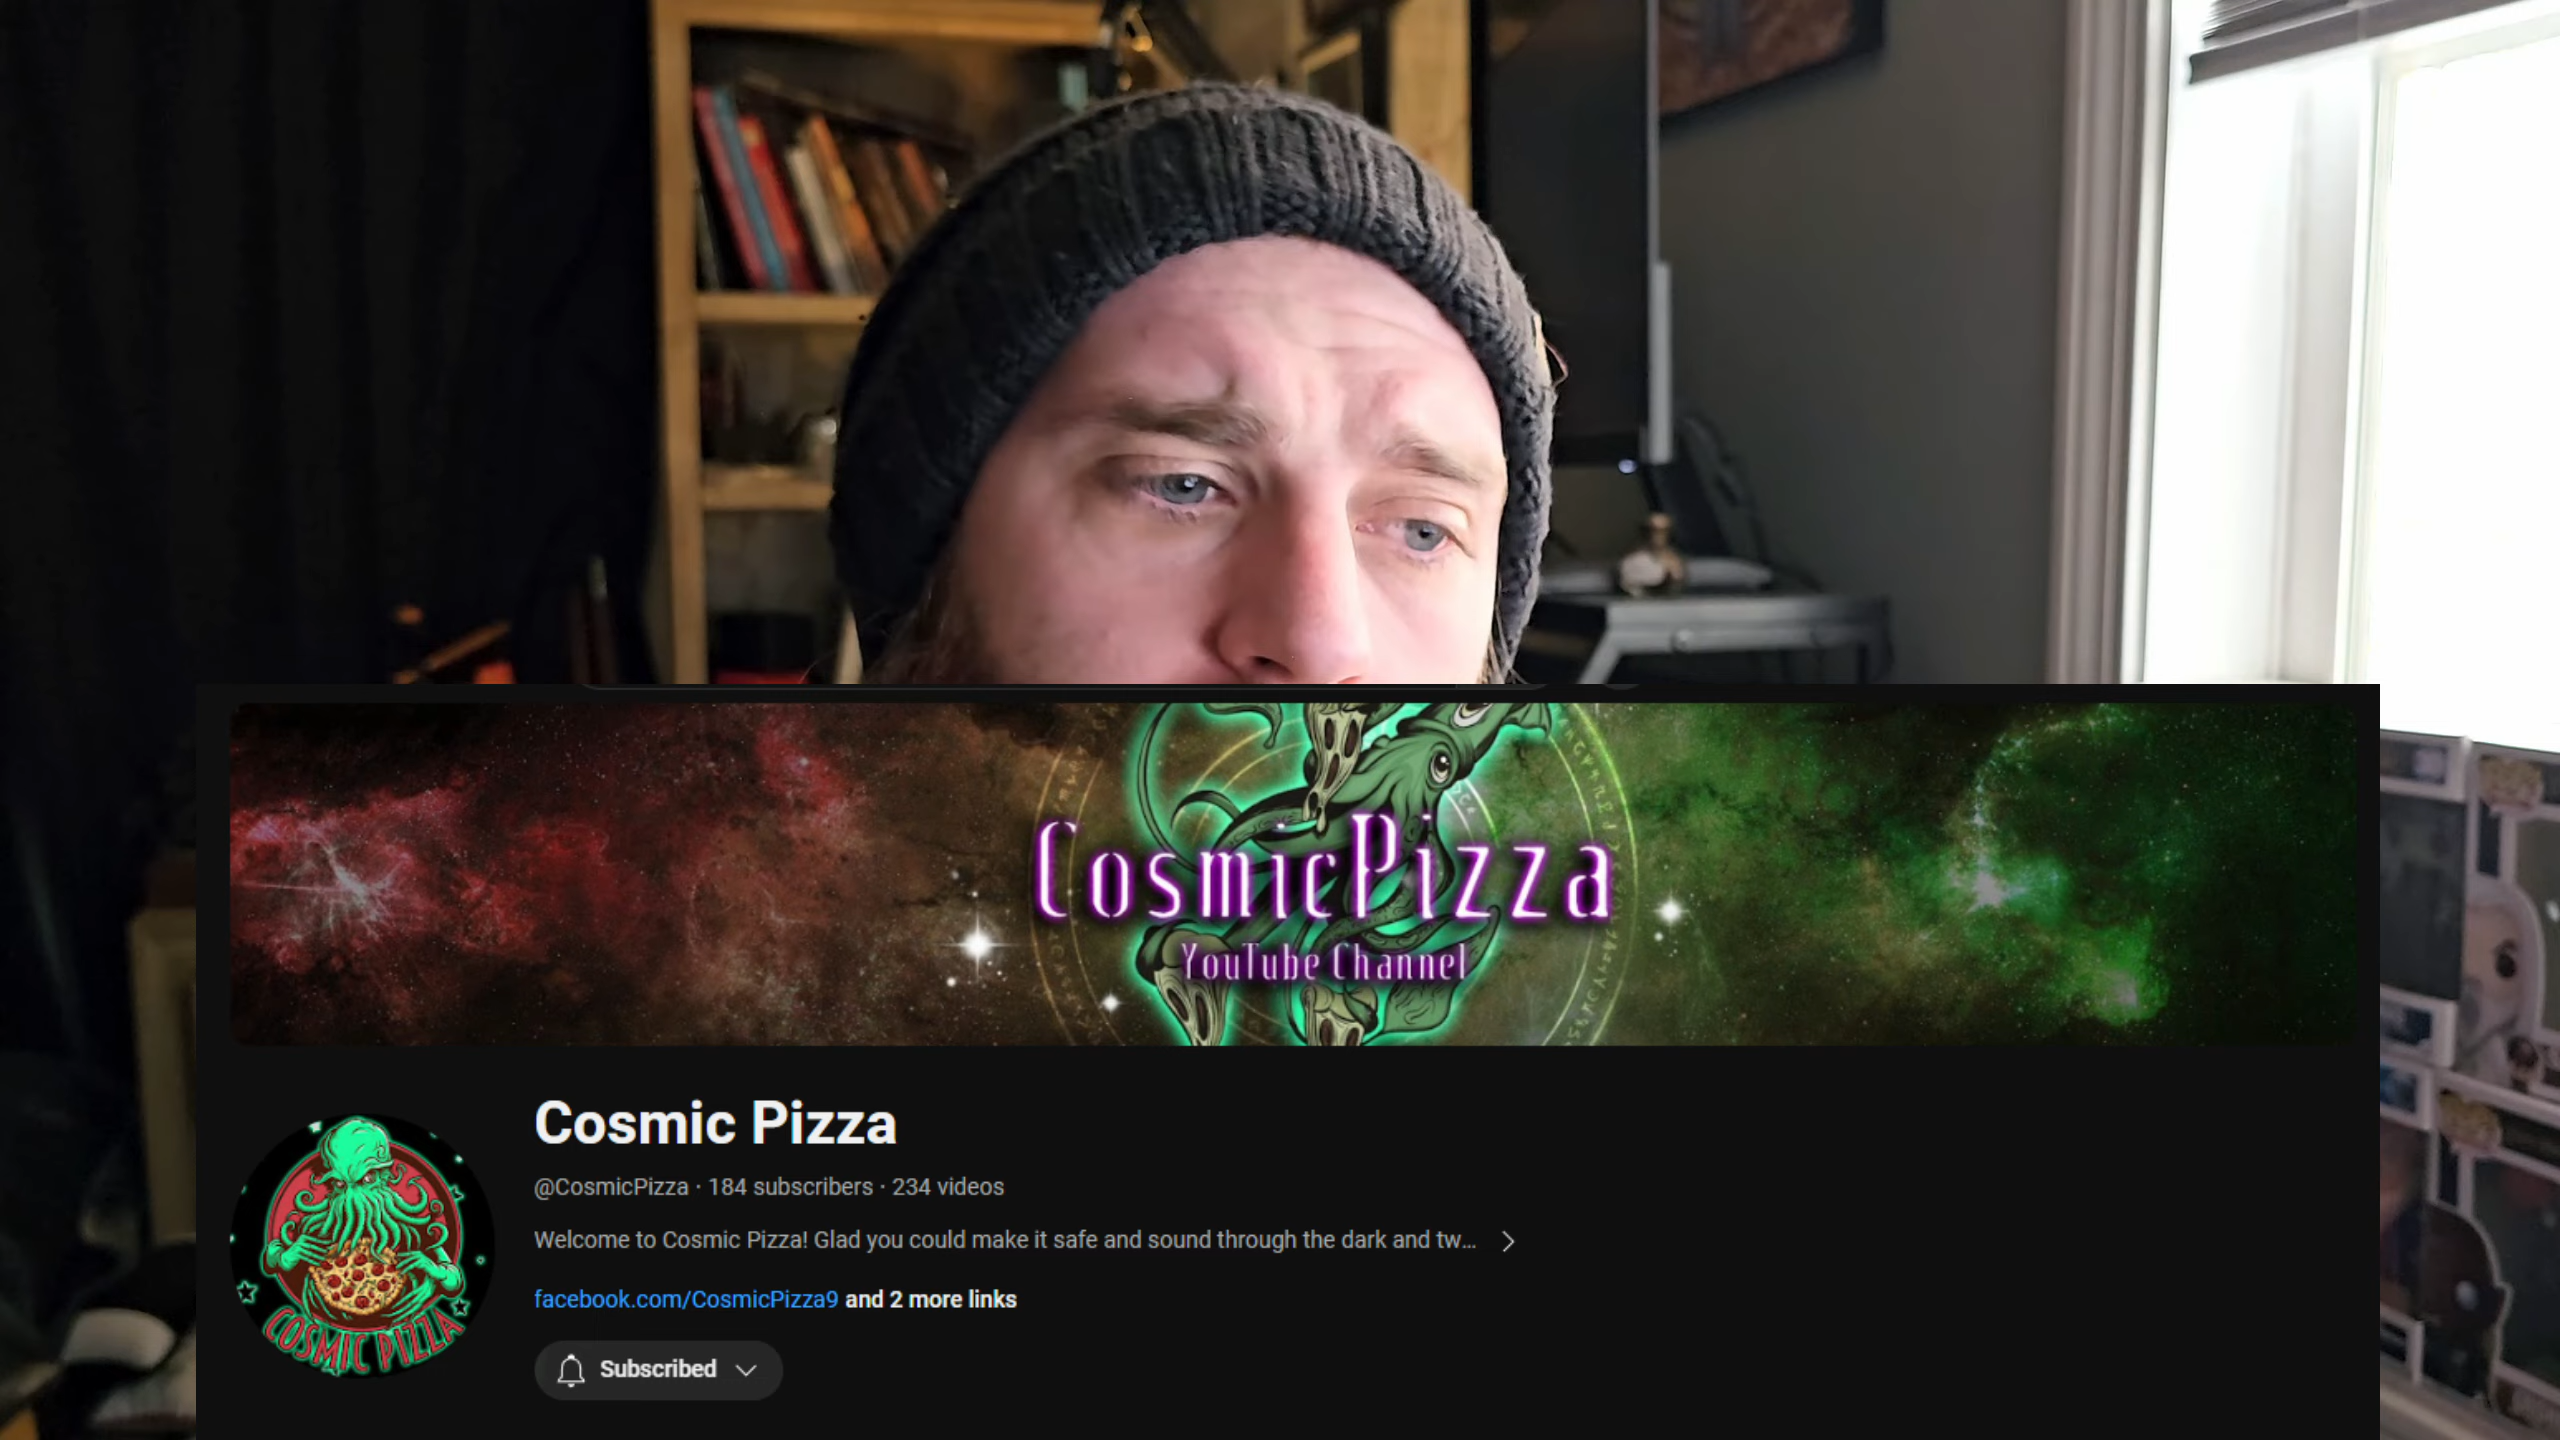 CosmicPizza
YouTube Channel
Cosmic Pizza
@CosmicPizza · 184 subscribers · 234 videos
Welcome to Cosmic Pizza! Glad you could make it safe and sound through the dark and tw...
facebook.com/CosmicPizza9 and 2 more links
Subscribed
COSMIC PIZZA